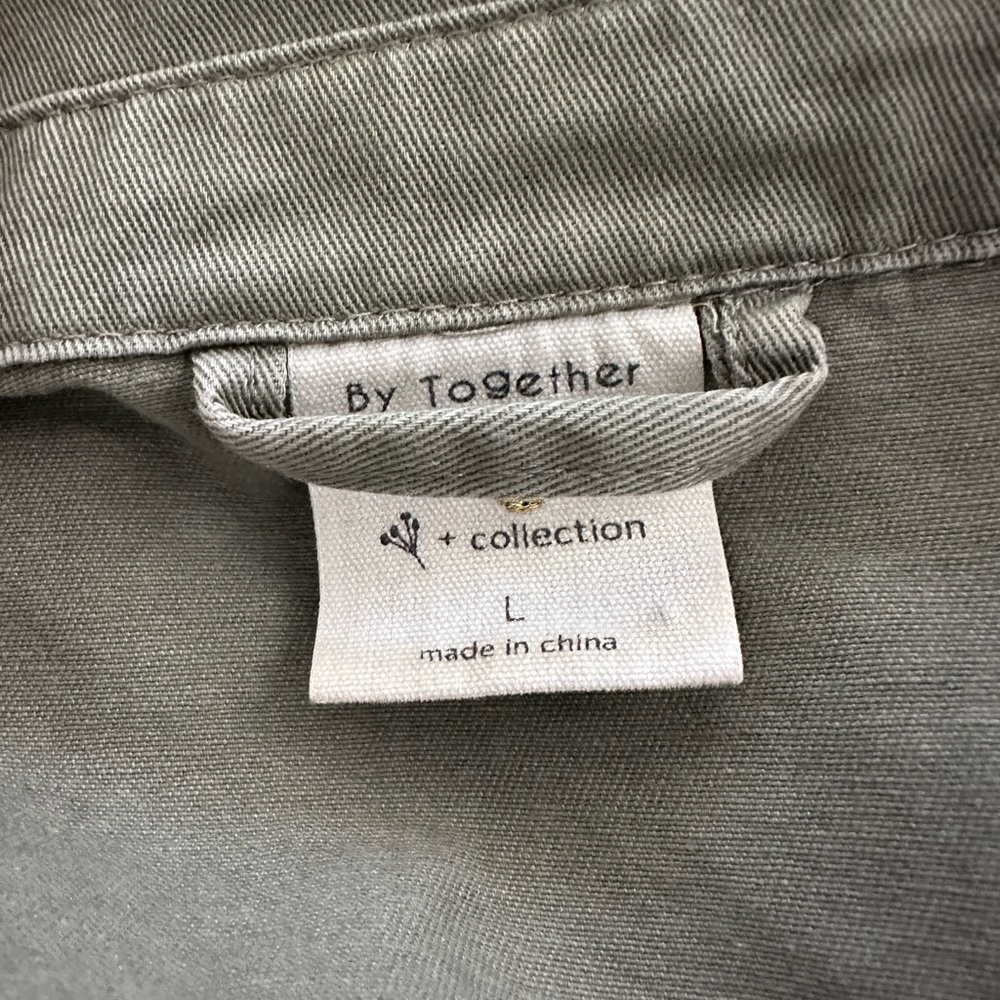 By Together
+ collection
L
made in china